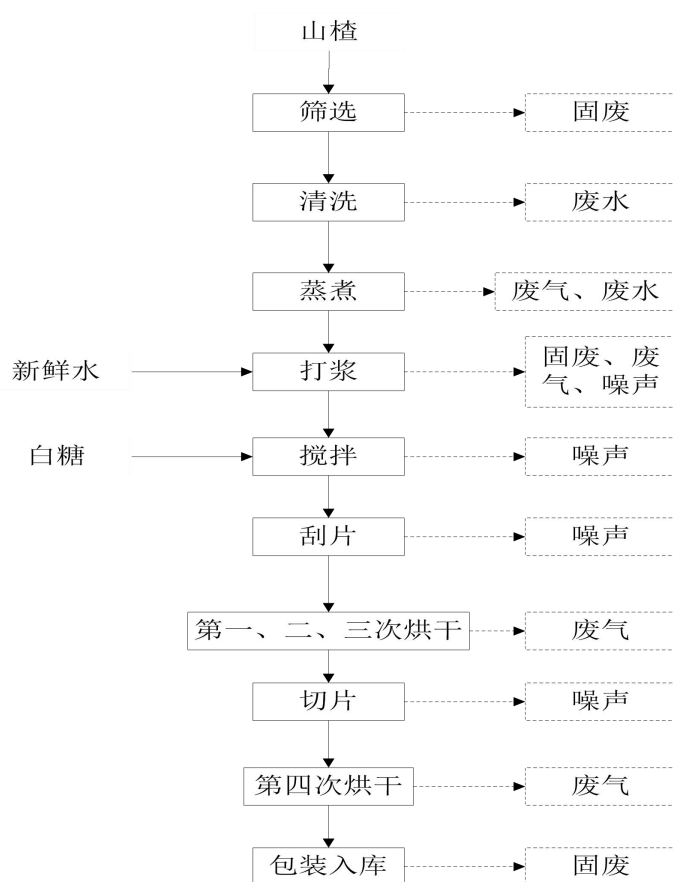 山楂
筛选
固废
清洗
废水
蒸煮
废气、废水
新鲜水
打浆
固废、废
气、噪声
白糖
搅拌
噪声
刮片
噪声
第一、二、三次烘干
废气
切片
噪声
第四次烘干
废气
包装入库
固废